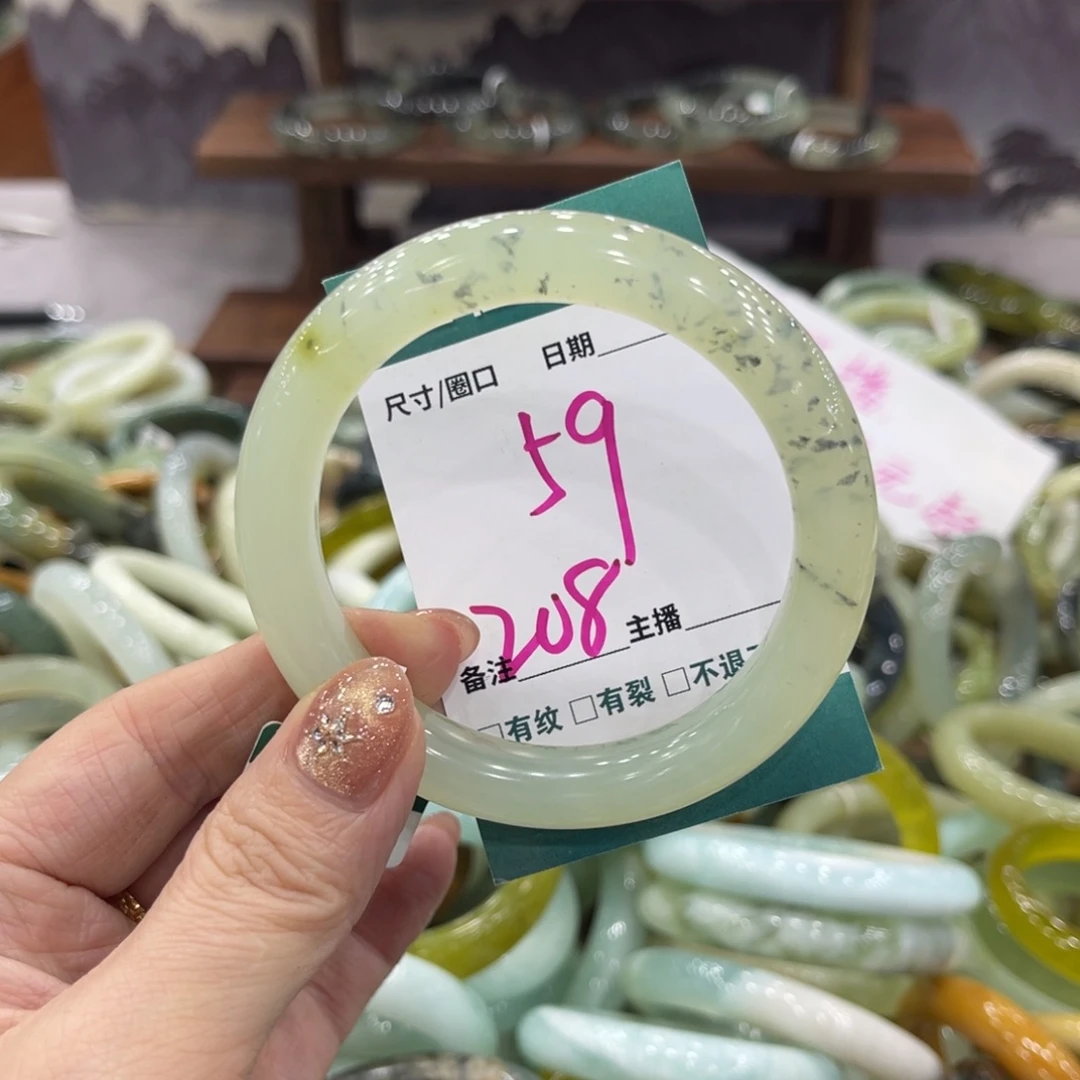 尺寸/圈口 日期
59
208
备注 主播
□有纹 □有裂 □不退